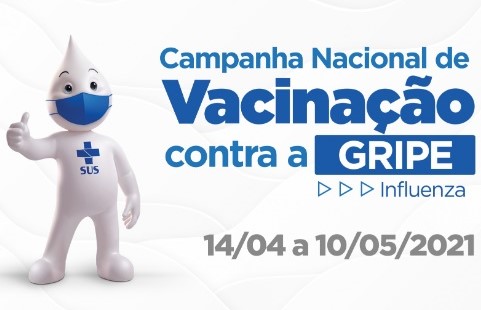 Campanha Nacional de
Vacinação
contra a GRIPE
Influenza
14/04 a 10/05/2021
SUS